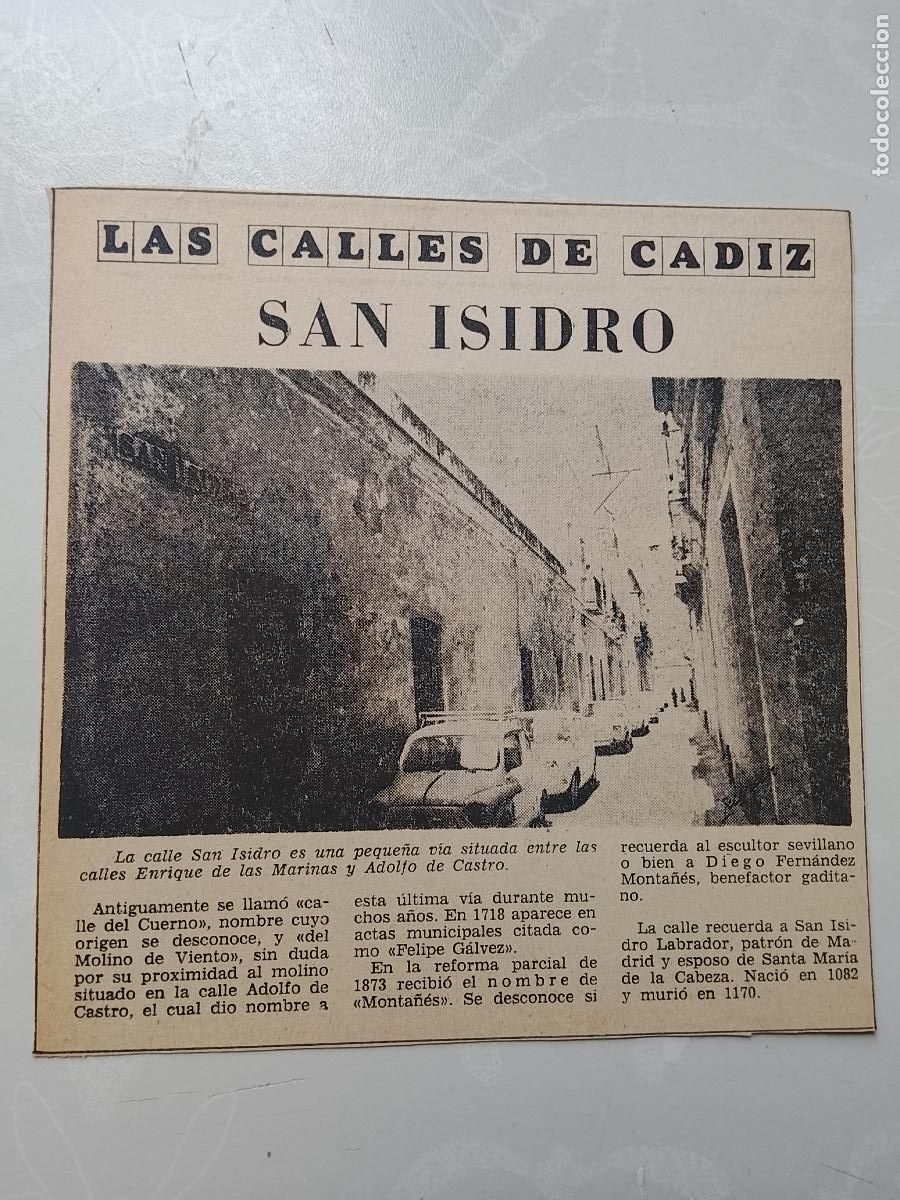 LAS CALLES DE CADIZ
SAN ISIDRO
La calle San Isidro es una pequeña vía situada entre las
calles Enrique de las Marinas y Adolfo de Castro.
Antiguamente se llamó «ca-
lle del Cuerno», nombre cuyo
origen se desconoce, y «del
Molino de Viento», sin duda
por su proximidad al molino
situado en la calle Adolfo de
Castro, el cual dio nombre a
esta última vía durante mu-
chos años. En 1718 aparece en
actas municipales citada co-
mo «Felipe Gálvez».
En la reforma parcial de
1873 recibió el nombre de
«Montañés». Se desconoce si
recuerda al escultor sevillano
o bien a Diego Fernández
Montañés, benefactor gadita-
no.
La calle recuerda a San Isi-
dro Labrador, patrón de Ma-
drid y esposo de Santa María
de la Cabeza. Nació en 1082
y murió en 1170.
todocoleccion